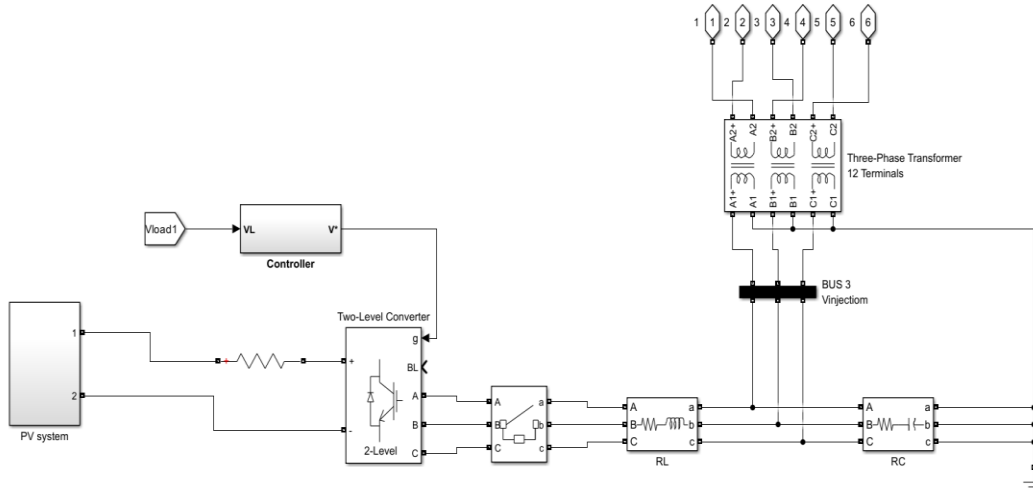 1 1 2 2 3 3 4 4 5 5 6 6
A2+ A2 B2+ B2 C2+ C2
Three-Phase Transformer
12 Terminals
A1+ A1 B1+ B1 C1+ C1
Vload1
VL V*
Controller
BUS 3
Vinjectiom
Two-Level Converter
g
BL
+
-
A
B
C
2-Level
1
2
PV system
+
A a
B b
C c
A a
B b
C c
RL
A a
B b
C c
RC